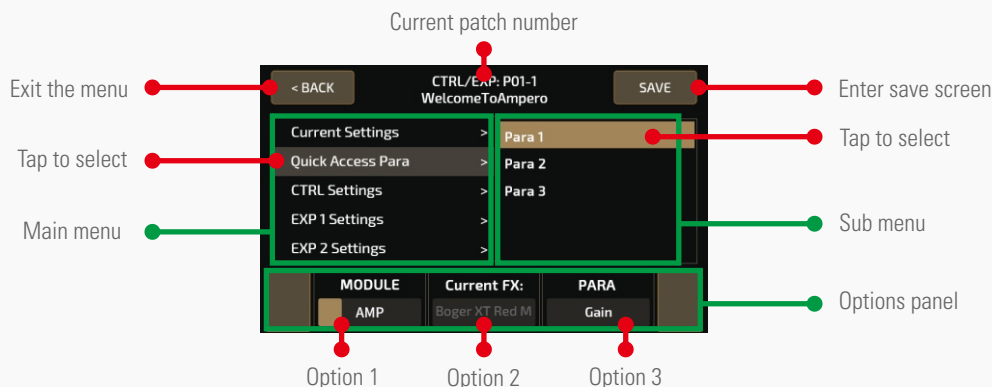 Current patch number
Exit the menu
< BACK
CTRL/EXP: P01-1
WelcomeToAmpero
SAVE
Enter save screen
Current Settings >
Para 1
Tap to select
Tap to select
Quick Access Para >
Para 2
CTRL Settings >
Para 3
Main menu
EXP 1 Settings >
Sub menu
EXP 2 Settings >
MODULE
Current FX:
PARA
Options panel
AMP
Boger XT Red M
Gain
Option 1
Option 2
Option 3